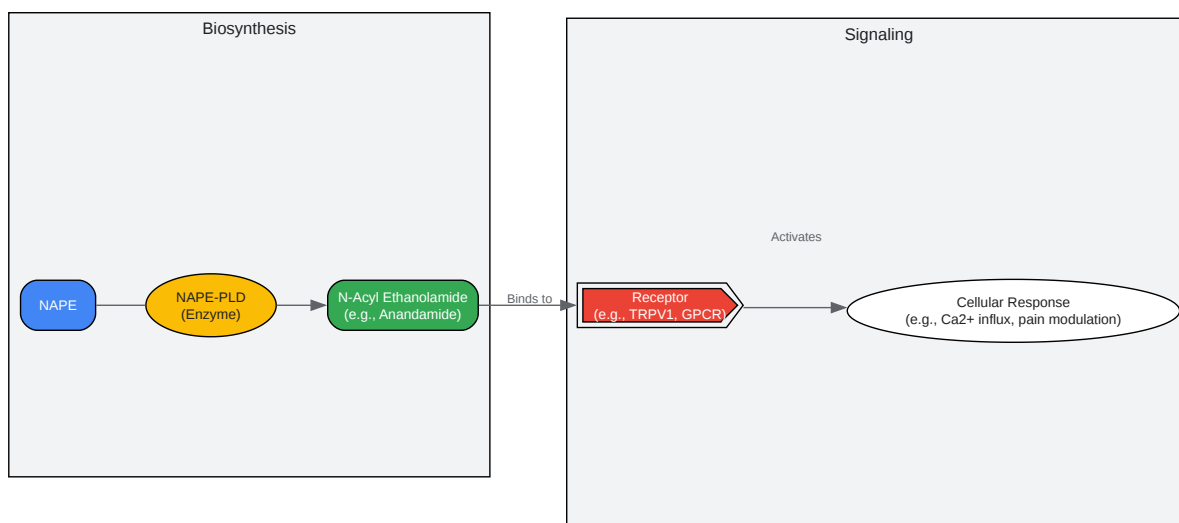 Biosynthesis
Signaling
Activates
NAPE
NAPE-PLD
(Enzyme)
N-Acyl Ethanolamide
(e.g., Anandamide)
Binds to
Receptor
(e.g., TRPV1, GPCR)
Cellular Response
(e.g., Ca2+ influx, pain modulation)